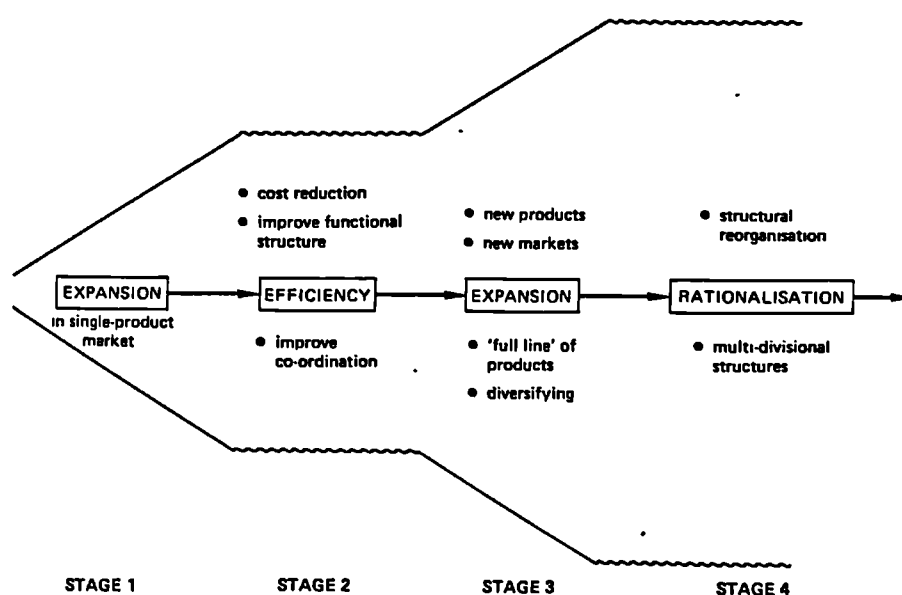 • cost reduction
• improve functional
structure
• new products
• new markets
• structural
reorganisation
EXPANSION
in single-product
market
EFFICIENCY
• improve
co-ordination
EXPANSION
• 'full line' of
products
• diversifying
RATIONALISATION
• multi-divisional
structures
STAGE 1
STAGE 2
STAGE 3
STAGE 4